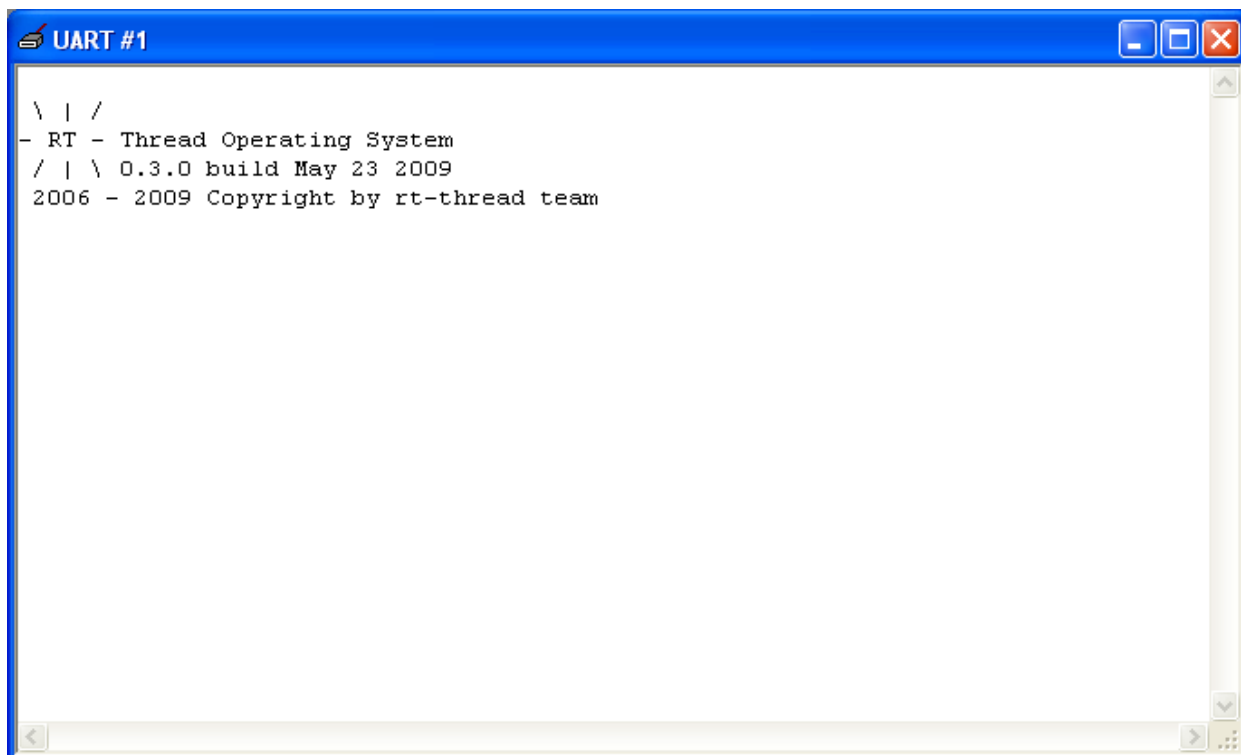 UART #1
\ | /
- RT - Thread Operating System
/ | \ 0.3.0 build May 23 2009
2006 - 2009 Copyright by rt-thread team